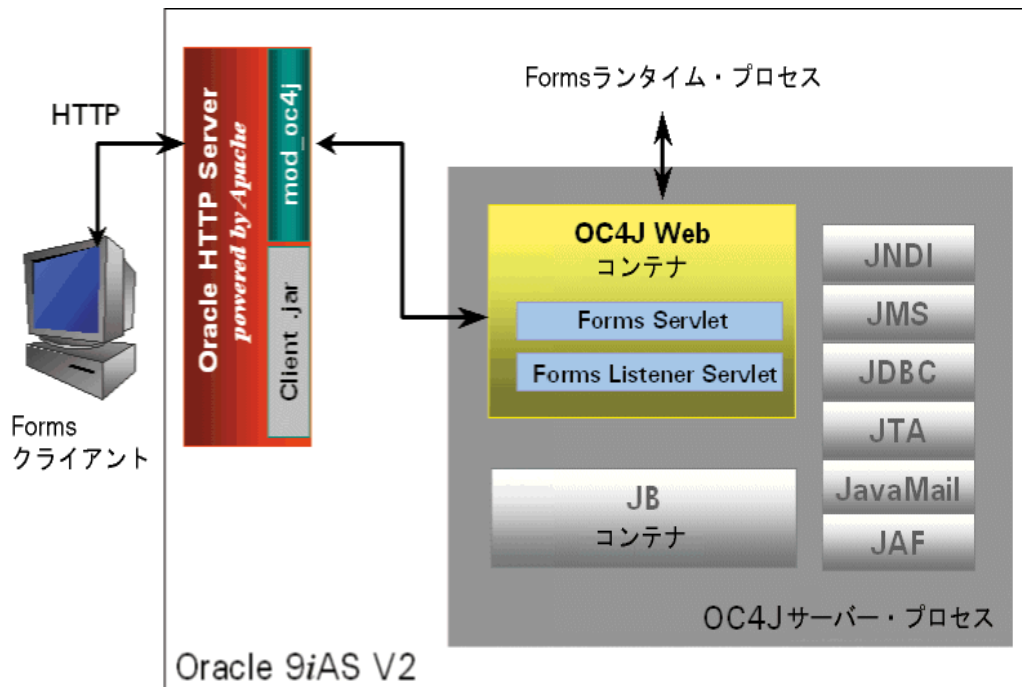 HTTP
Forms
クライアント
Oracle HTTP Server
powered by Apache
mod_oc4j
Client .jar
Formsランタイム・プロセス
OC4J Web
コンテナ
Forms Servlet
Forms Listener Servlet
JB
コンテナ
JNDI
JMS
JDBC
JTA
JavaMail
JAF
OC4Jサーバー・プロセス
Oracle 9iAS V2